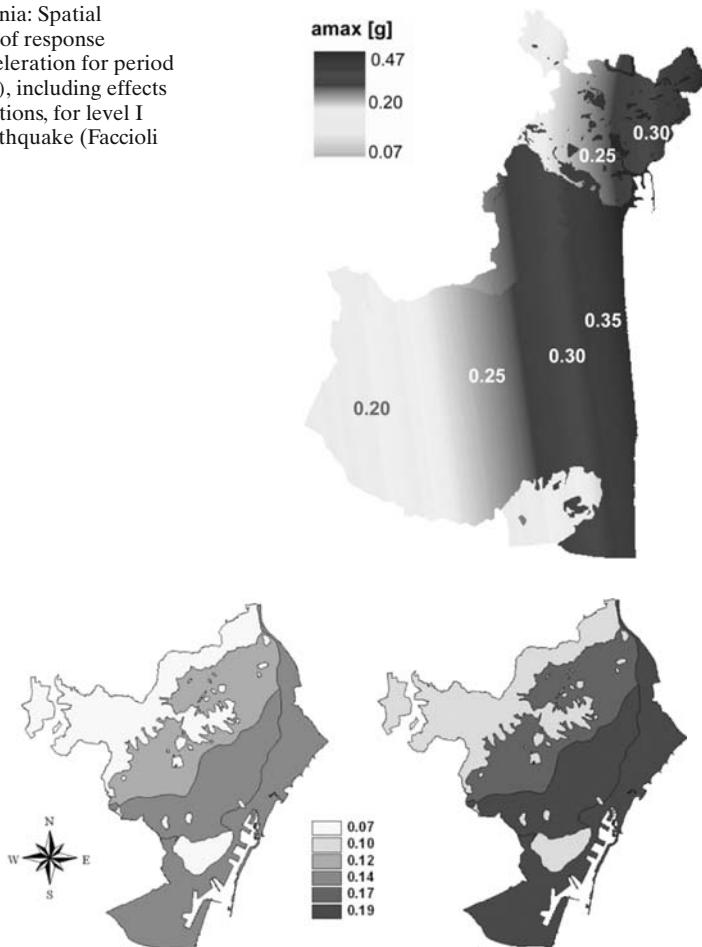 nia: Spatial
of response
eleration for period
), including effects
tions, for level I
rthquake (Faccioli
amax [g]
0.47
0.20
0.07
0.30
0.25
0.35
0.30
0.25
0.20
N
W E
S
0.07
0.10
0.12
0.14
0.17
0.19